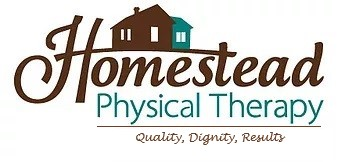 Homestead
Physical Therapy
Quality, Dignity, Results